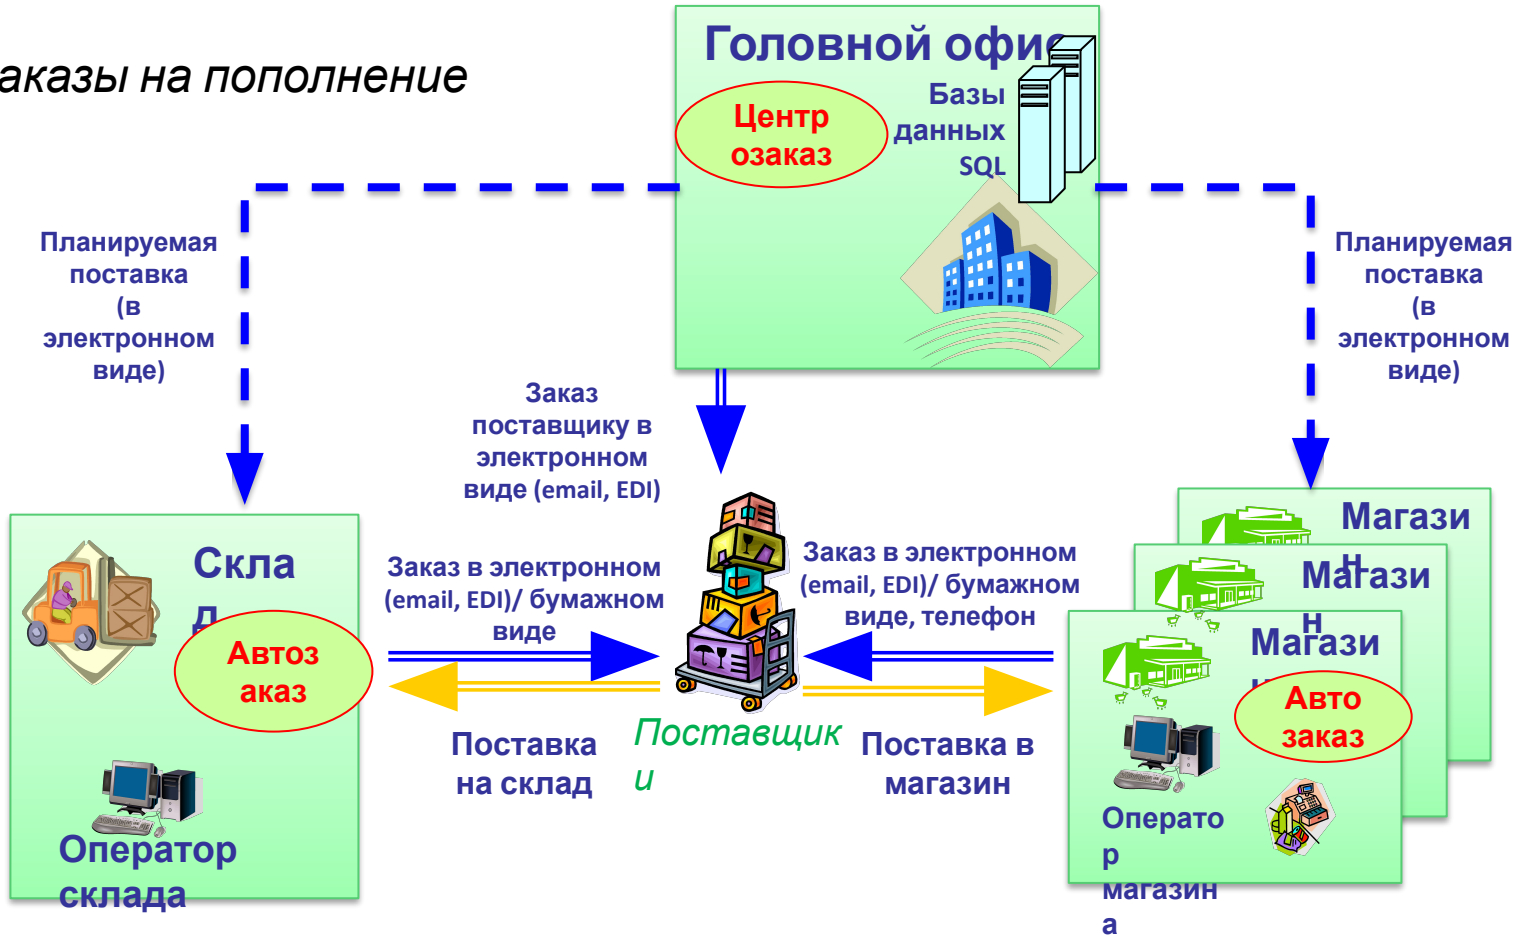 аказы на пополнение
Головной офис
Центр
озаказ
Базы
данных
SQL
Планируемая
поставка
(в
электронном
виде)
Планируемая
поставка
(в
электронном
виде)
Заказ
поставщику в
электронном
виде (email, EDI)
Скла
д
Автоз
аказ
Оператор
склада
Заказ в электронном
(email, EDI)/ бумажном
виде
Заказ в электронном
(email, EDI)/ бумажном
виде, телефон
Поставка
на склад
Поставщик
и
Поставка в
магазин
Магази
н
Магази
н
Магази
н
Авто
заказ
Операто
р
магазин
а